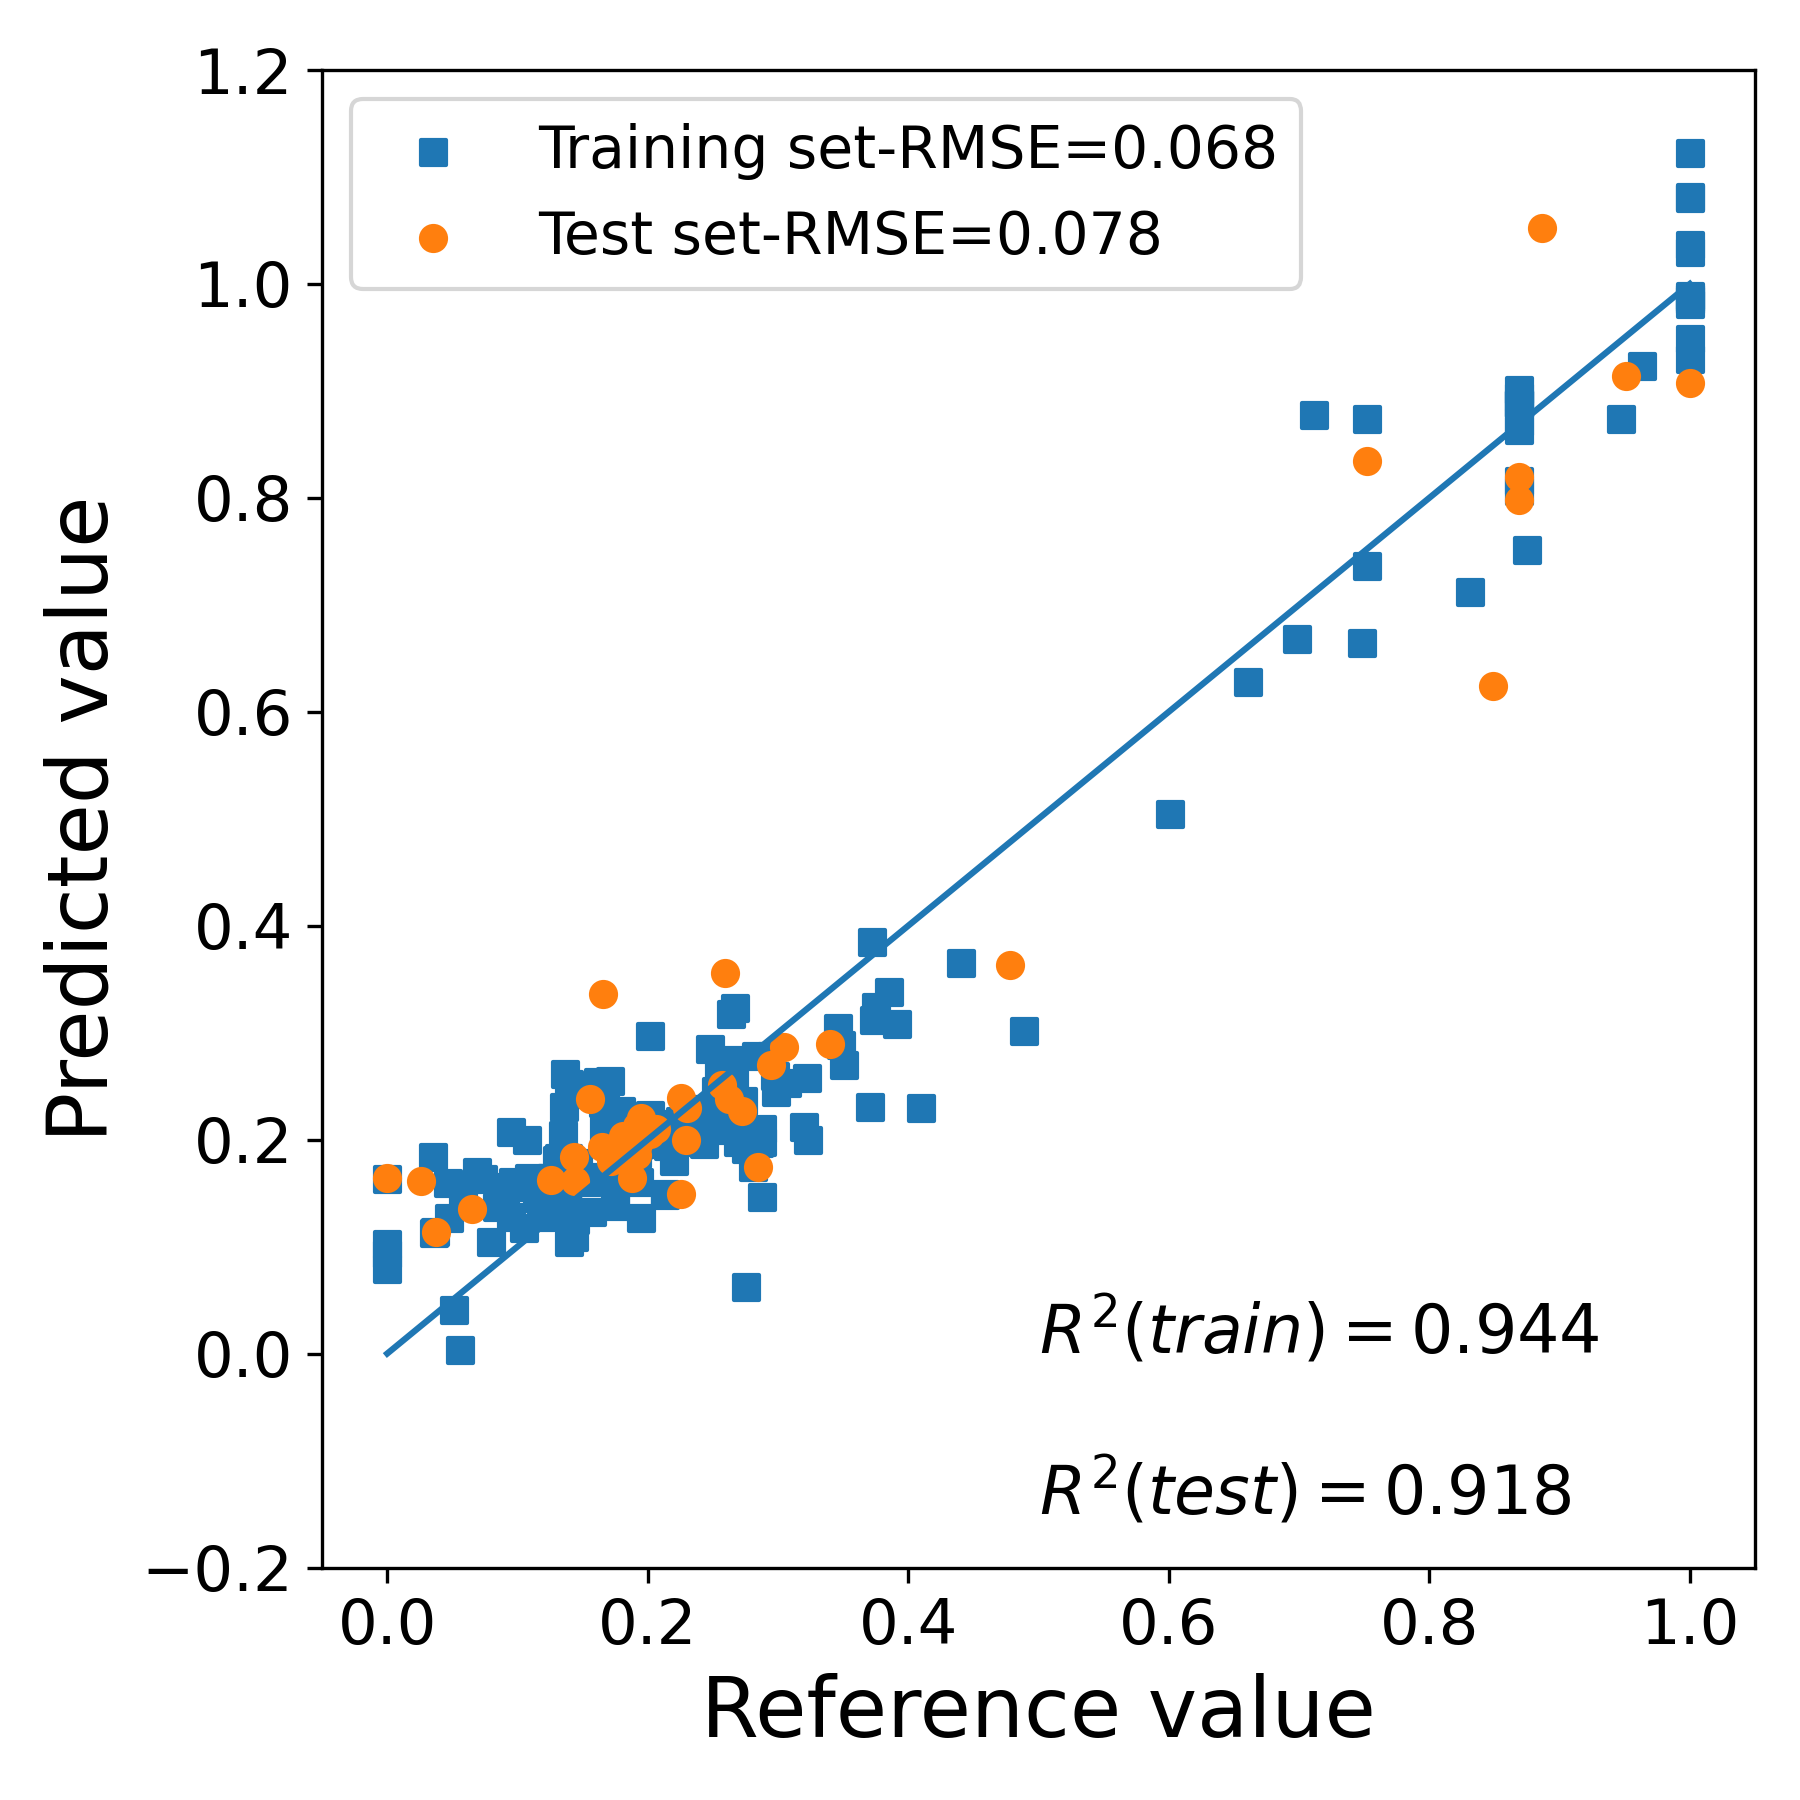 1.2
Training set-RMSE=0.068
Test set-RMSE=0.078
1.0
0.8
0.6
0.4
0.2
0.0
−0.2
Predicted value
R²(train) = 0.944
R²(test) = 0.918
0.0 0.2 0.4 0.6 0.8 1.0
Reference value